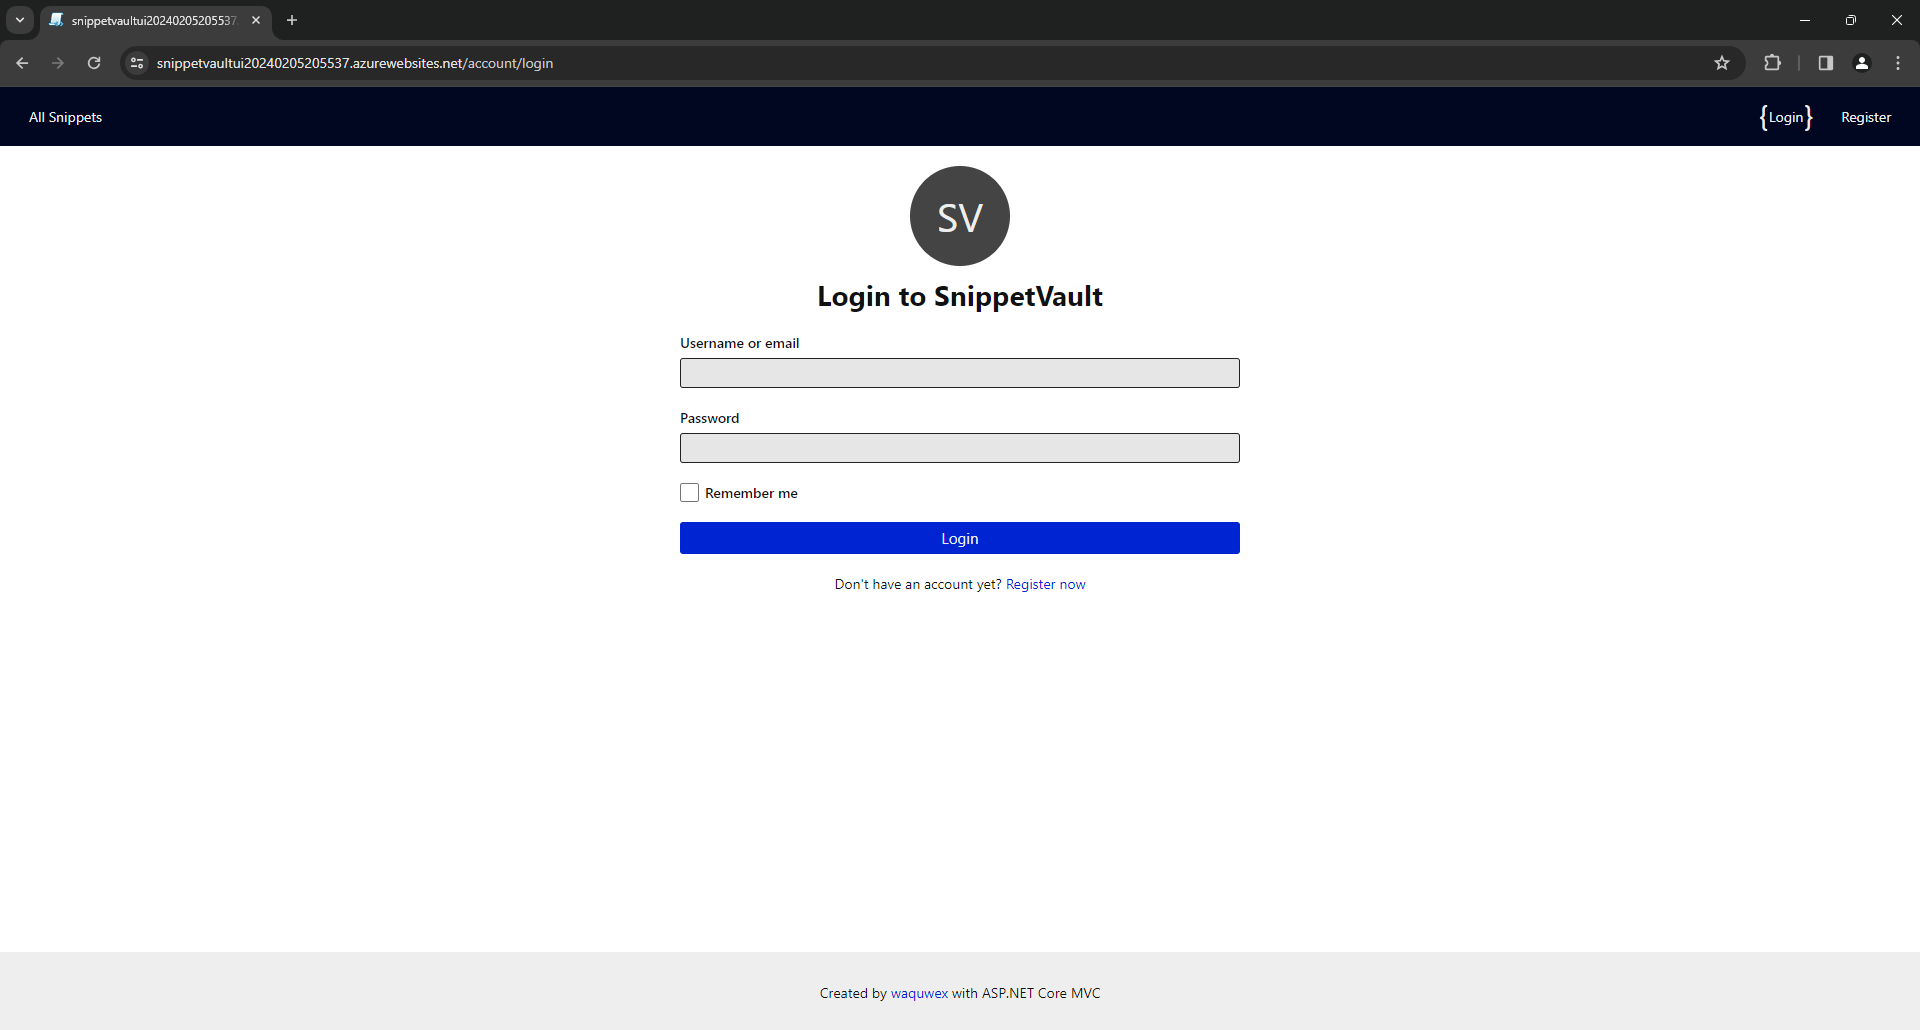 snippetvaultui20240205205537
snippetvaultui20240205205537.azurewebsites.net/account/login
All Snippets
{Login}
Register
SV
Login to SnippetVault
Username or email
Password
Remember me
Login
Don't have an account yet? Register now
Created by waquwex with ASP.NET Core MVC